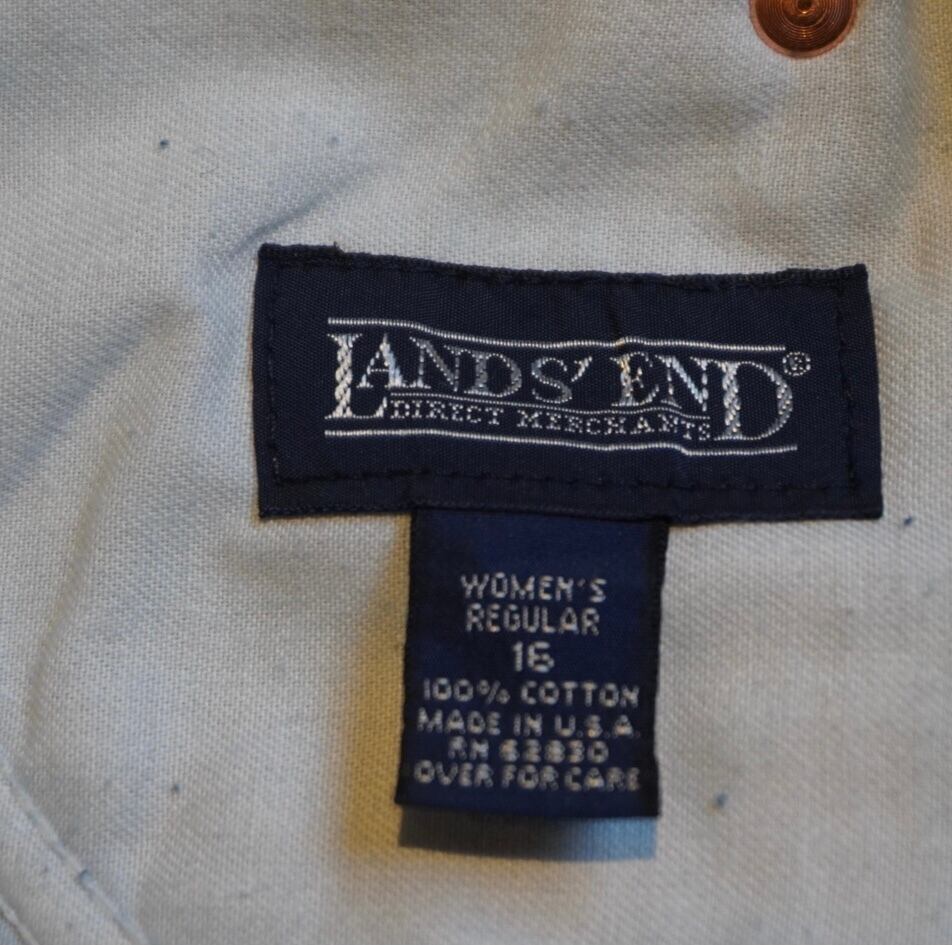 LANDS' END®
DIRECT MERCHANTS
WOMEN'S
REGULAR
16
100% COTTON
MADE IN U.S.A.
RN 62830
OVER FOR CARE